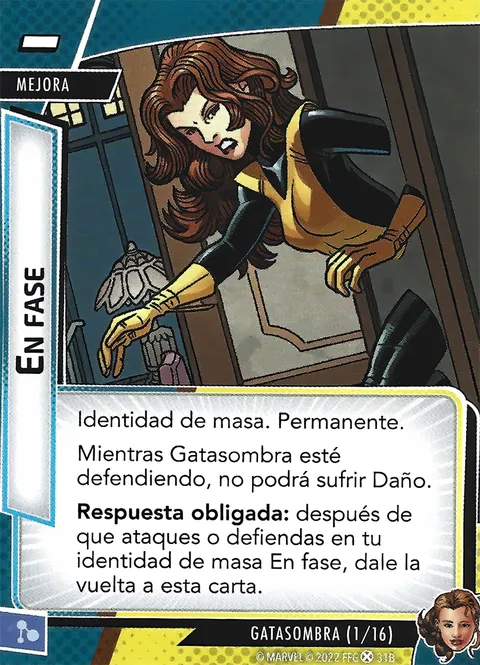 MEJORA
EN FASE
Identidad de masa. Permanente.
Mientras Gatasombra esté
defendiendo, no podrá sufrir Daño.
Respuesta obligada: después de
que ataques o defiendas en tu
identidad de masa En fase, dale la
vuelta a esta carta.
GATASOMBRA (1/16)
© MARVEL © 2022 FFG 31B